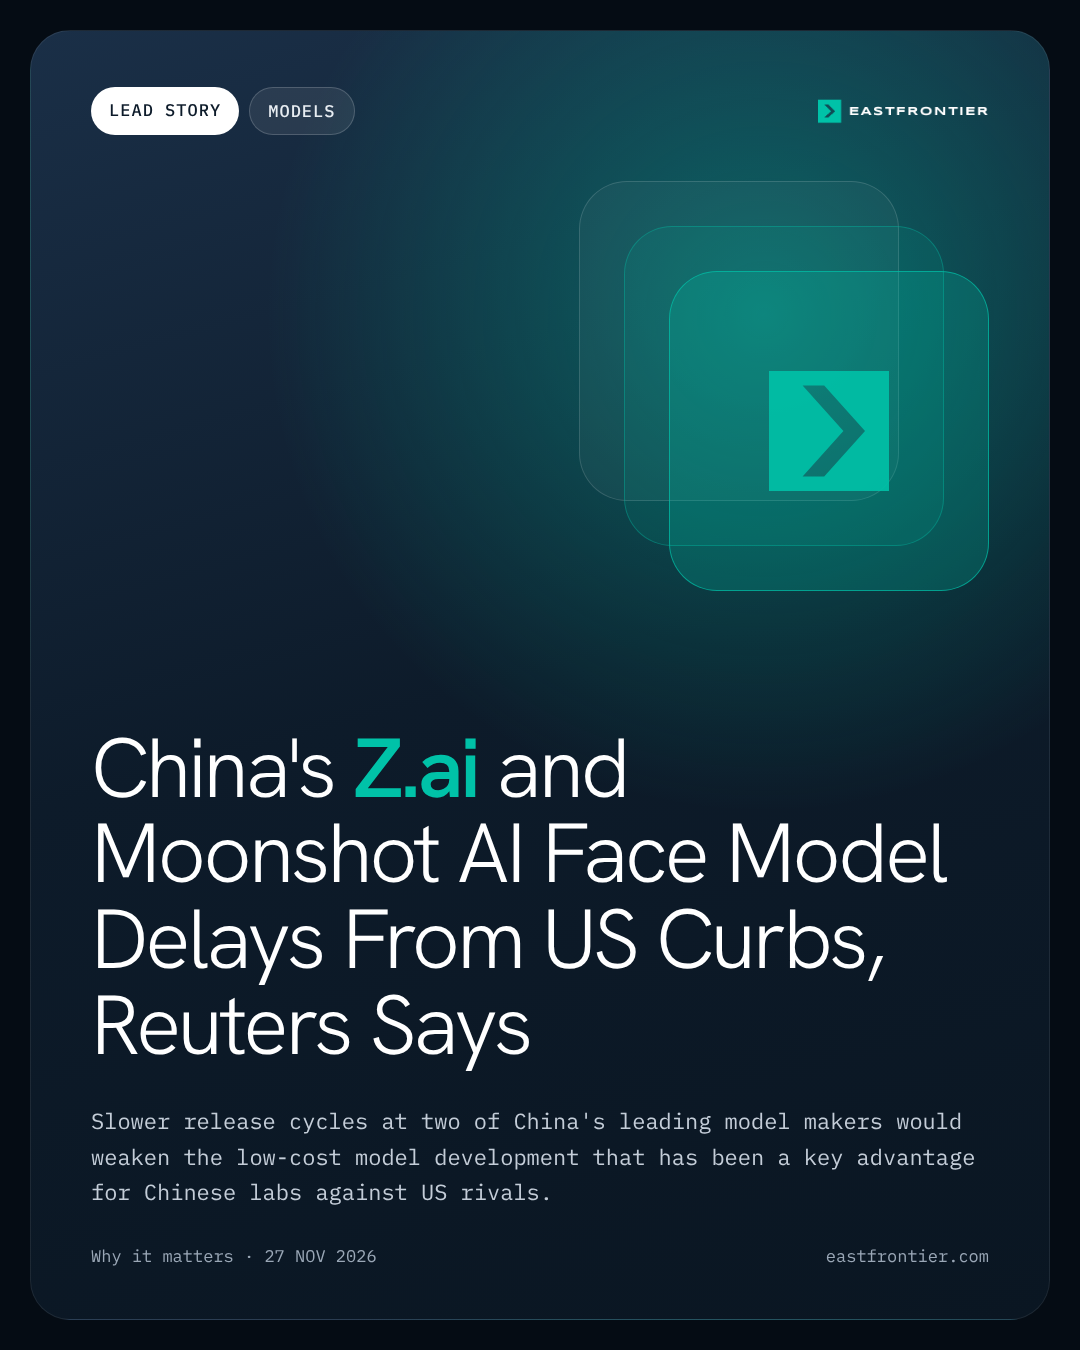 LEAD STORY
MODELS
EASTFRONTIER
China's Z.ai and
Moonshot AI Face Model
Delays From US Curbs,
Reuters Says
Slower release cycles at two of China's leading model makers would
weaken the low-cost model development that has been a key advantage
for Chinese labs against US rivals.
Why it matters · 27 NOV 2026
eastfrontier.com